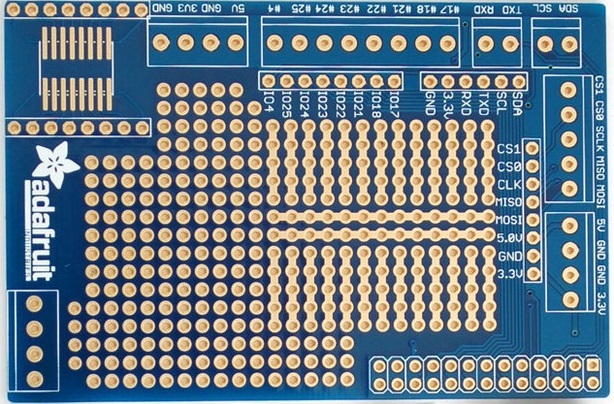 GND 3V3 GND 5V
#4 #25 #24 #23 #22 #21 #18 #17
RXD TXD
SCL SDA
IO4 IO25 IO24 IO23 IO22 IO21 IO18 IO17
GND 3.3V RXD TXD SCL SDA
CS1 CS0 SCLK MISO MOSI
CS1
CS0
CLK
MISO
MOSI
5.0V
GND
3.3V
5V GND GND 3.3V
adafruit